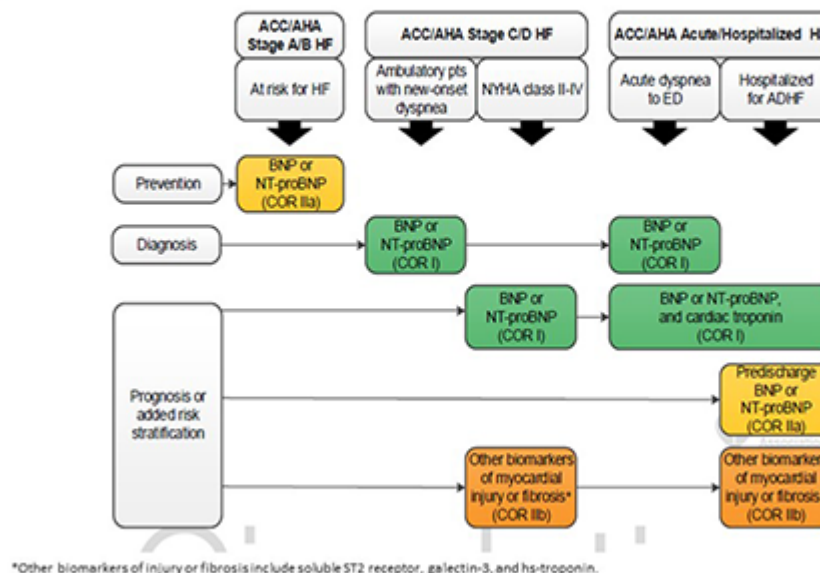 ACC/AHA
Stage A/B HF
ACC/AHA Stage C/D HF
ACC/AHA Acute/Hospitalized H
At risk for HF
Ambulatory pts
with new-onset
dyspnea
NYHA class II-IV
Acute dyspnea
to ED
Hospitalized
for ADHF
Prevention
BNP or
NT-proBNP
(COR IIa)
Diagnosis
BNP or
NT-proBNP
(COR I)
BNP or
NT-proBNP
(COR I)
Prognosis or
added risk
stratification
BNP or
NT-proBNP
(COR I)
BNP or NT-proBNP,
and cardiac troponin
(COR I)
Predischarge
BNP or
NT-proBNP
(COR IIa)
Other biomarkers
of myocardial
injury or fibrosis*
(COR IIb)
Other biomarker
of myocardial
injury or fibrosis
(COR IIb)
*Other biomarkers of injury or fibrosis include soluble ST2 receptor, galectin-3, and hs-troponin.